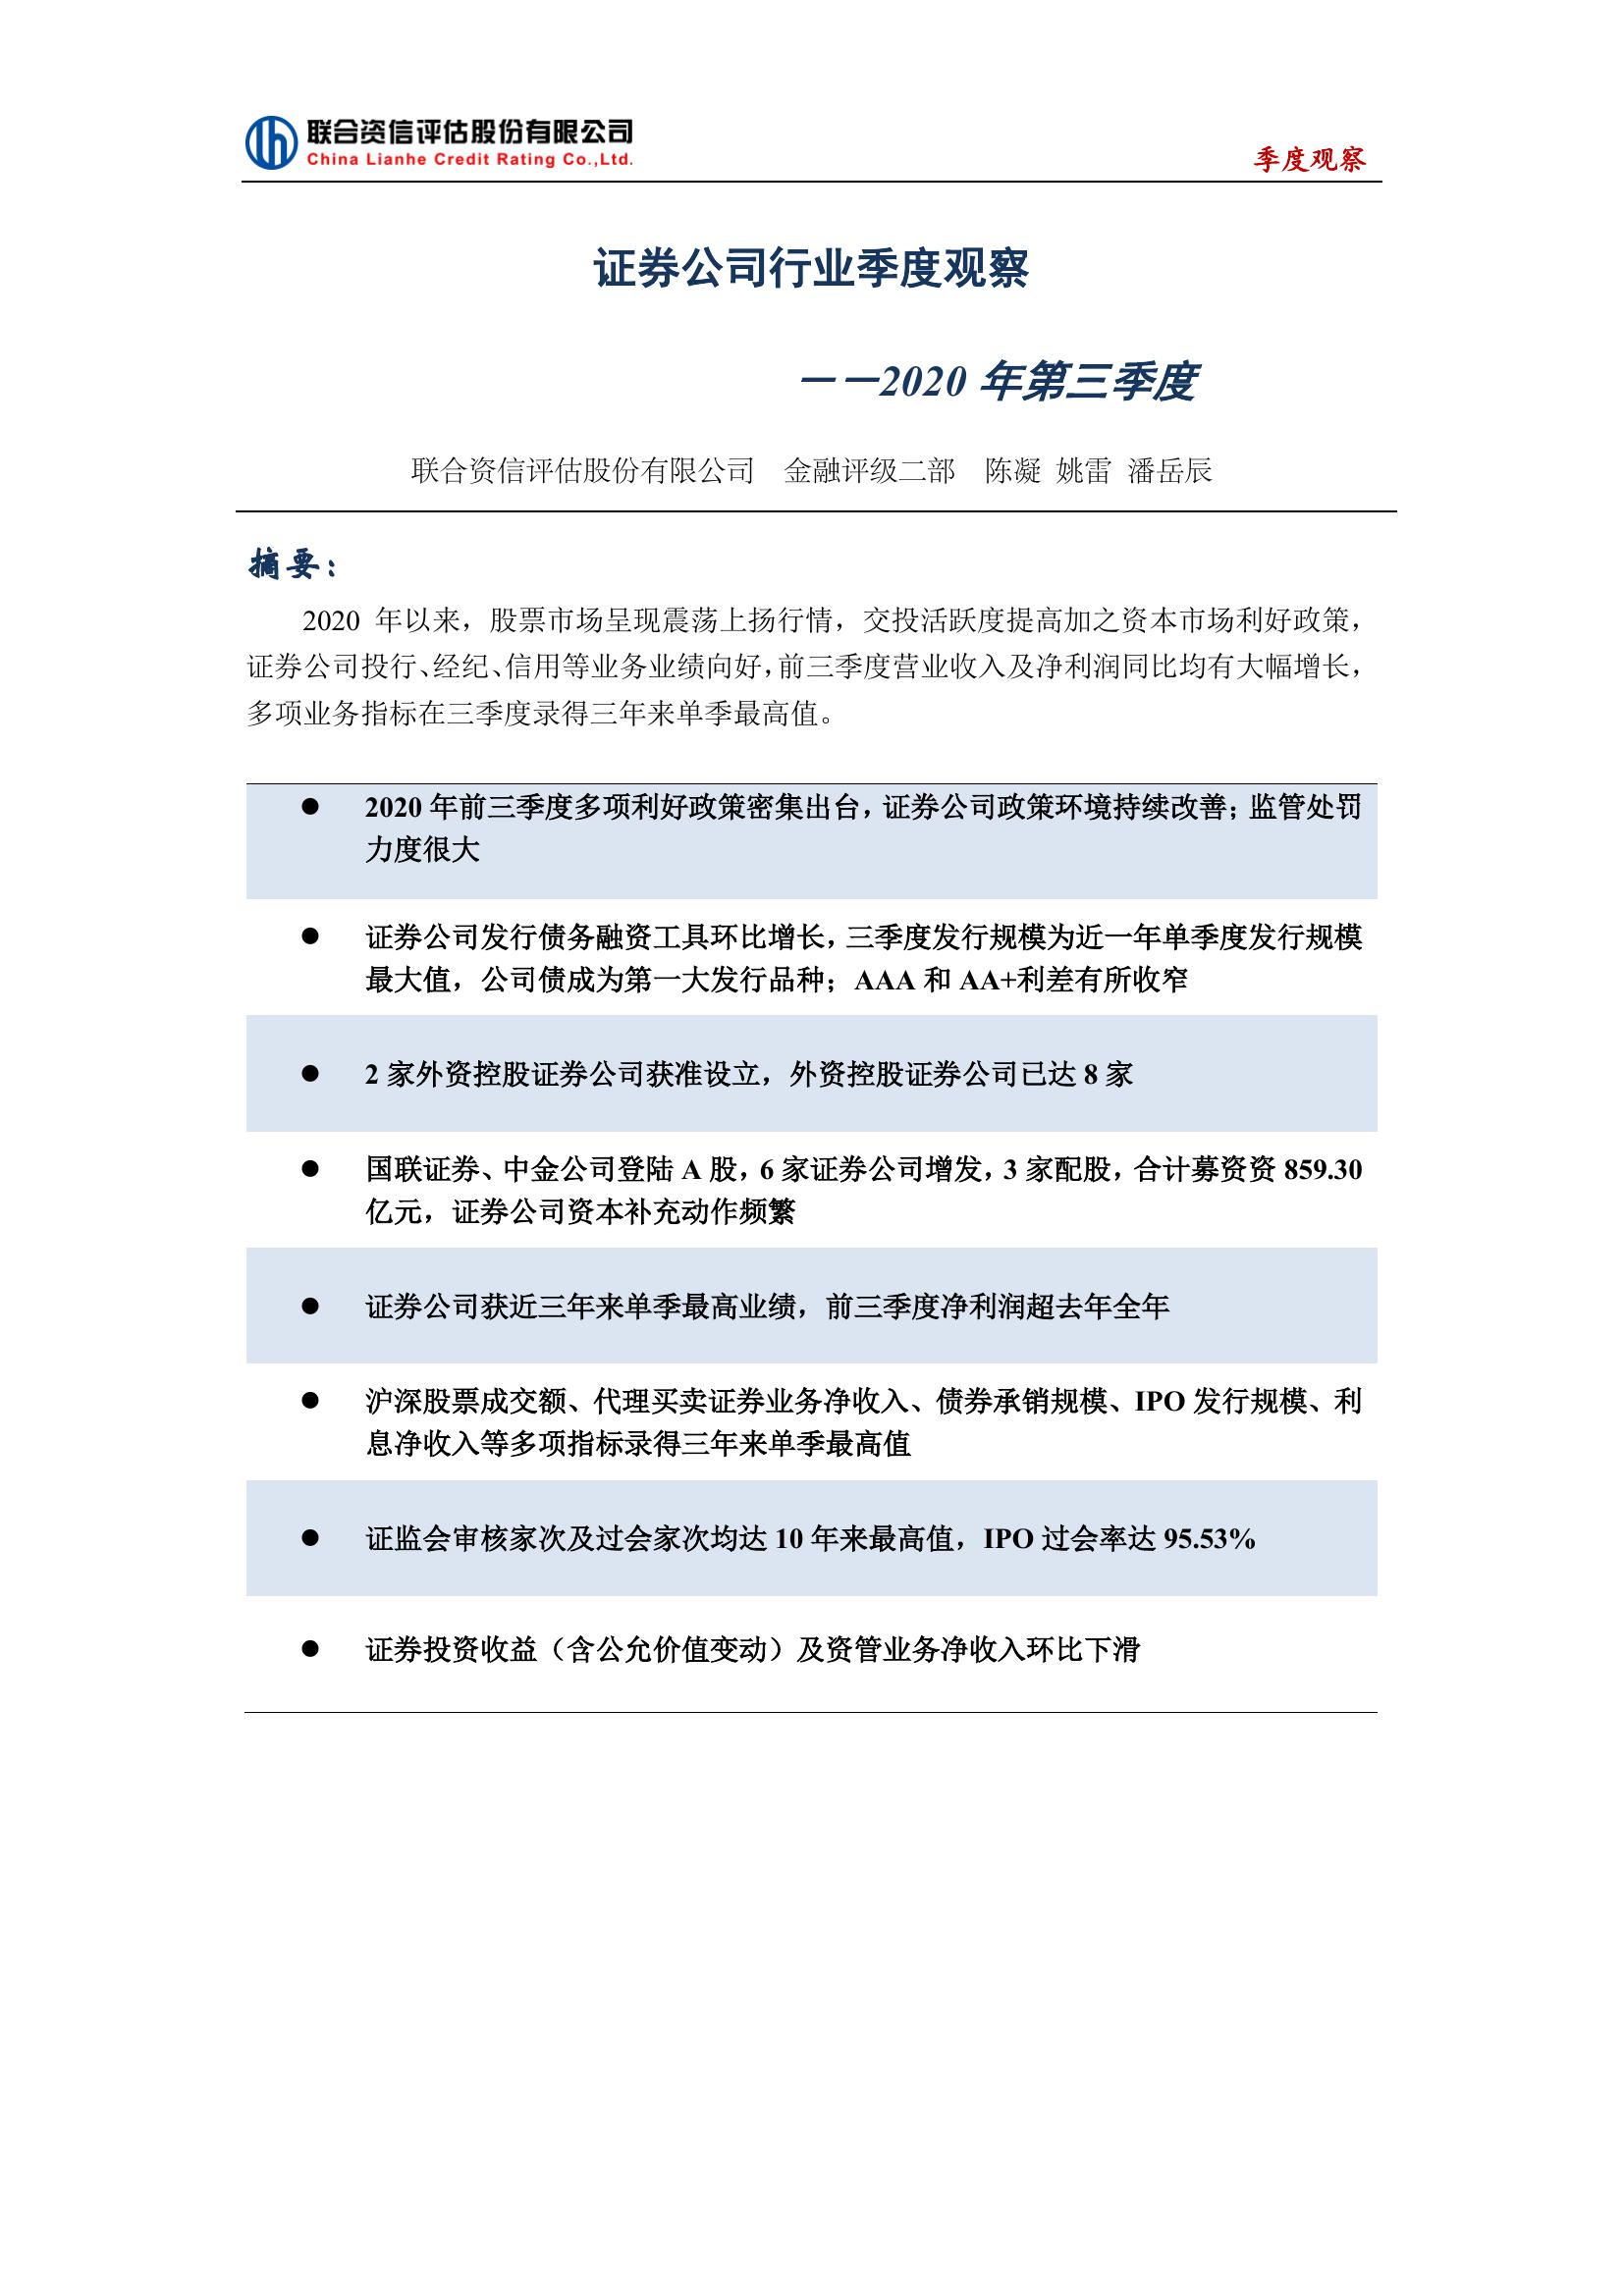 联合资信评估股份有限公司
China Lianhe Credit Rating Co.,Ltd.
季度观察
证券公司行业季度观察
——2020 年第三季度
联合资信评估股份有限公司 金融评级二部 陈凝 姚雷 潘岳辰
摘要：
2020 年以来，股票市场呈现震荡上扬行情，交投活跃度提高加之资本市场利好政策，
证券公司投行、经纪、信用等业务业绩向好，前三季度营业收入及净利润同比均有大幅增长，
多项业务指标在三季度录得三年来单季最高值。
● 2020 年前三季度多项利好政策密集出台，证券公司政策环境持续改善；监管处罚
力度很大
● 证券公司发行债务融资工具环比增长，三季度发行规模为近一年单季度发行规模
最大值，公司债成为第一大发行品种；AAA 和 AA+利差有所收窄
● 2 家外资控股证券公司获准设立，外资控股证券公司已达 8 家
● 国联证券、中金公司登陆 A 股，6 家证券公司增发，3 家配股，合计募资资 859.30
亿元，证券公司资本补充动作频繁
● 证券公司获近三年来单季最高业绩，前三季度净利润超去年全年
● 沪深股票成交额、代理买卖证券业务净收入、债券承销规模、IPO 发行规模、利
息净收入等多项指标录得三年来单季最高值
● 证监会审核家次及过会家次均达 10 年来最高值，IPO 过会率达 95.53%
● 证券投资收益（含公允价值变动）及资管业务净收入环比下滑